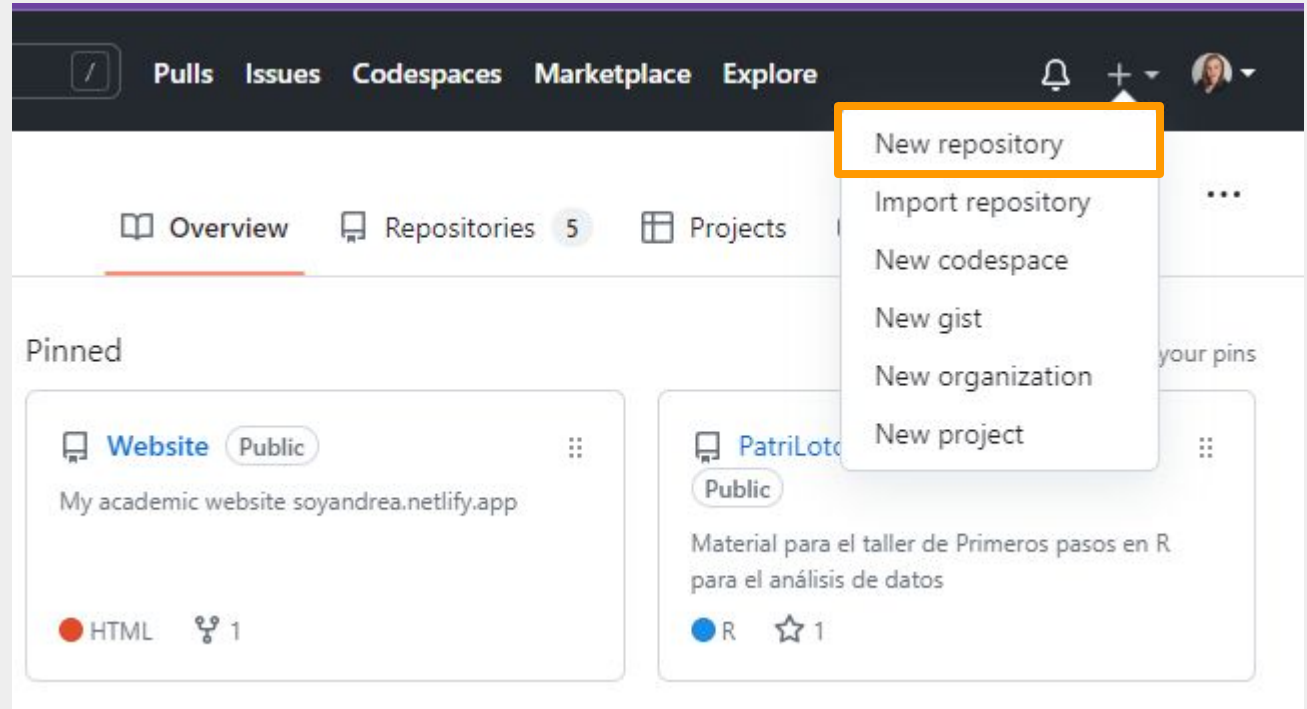 / Pulls Issues Codespaces Marketplace Explore
New repository
Import repository
New codespace
New gist
New organization
New project
Overview Repositories 5 Projects
Pinned
your pins
Website Public
My academic website soyandrea.netlify.app
HTML 1
Public
Material para el taller de Primeros pasos en R
para el análisis de datos
R 1